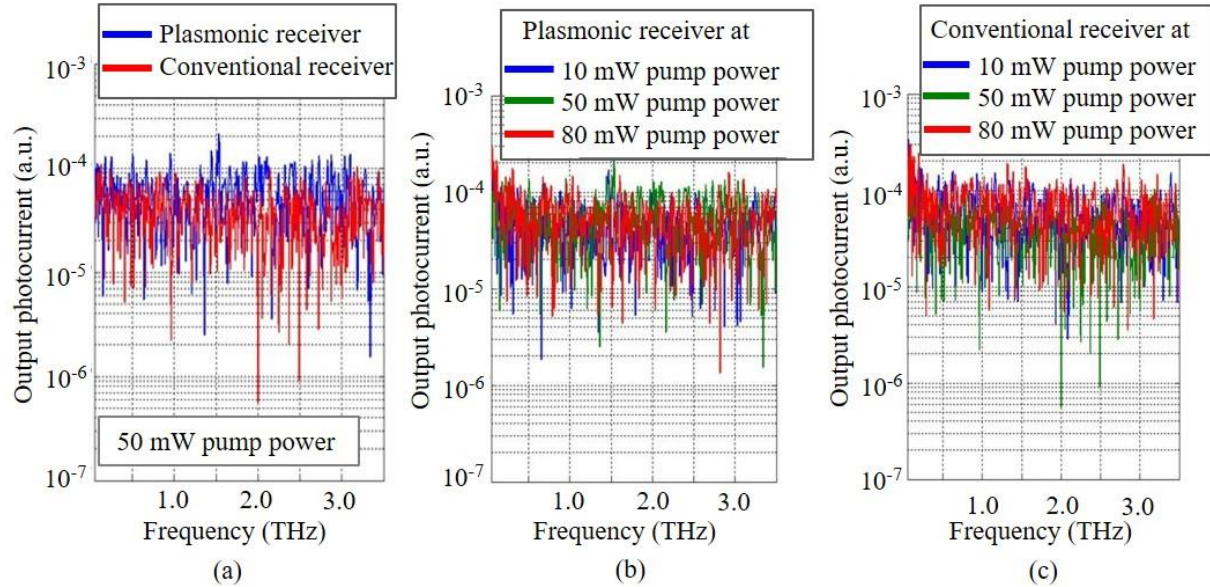 Plasmonic receiver
Conventional receiver
10⁻³
10⁻⁴
10⁻⁵
10⁻⁶
10⁻⁷
Output photocurrent (a.u.)
50 mW pump power
1.0 2.0 3.0
Frequency (THz)
(a)
Plasmonic receiver at
10 mW pump power
50 mW pump power
80 mW pump power
10⁻³
10⁻⁴
10⁻⁵
10⁻⁶
10⁻⁷
Output photocurrent (a.u.)
1.0 2.0 3.0
Frequency (THz)
(b)
Conventional receiver at
10 mW pump power
50 mW pump power
80 mW pump power
10⁻³
10⁻⁴
10⁻⁵
10⁻⁶
10⁻⁷
Output photocurrent (a.u.)
1.0 2.0 3.0
Frequency (THz)
(c)